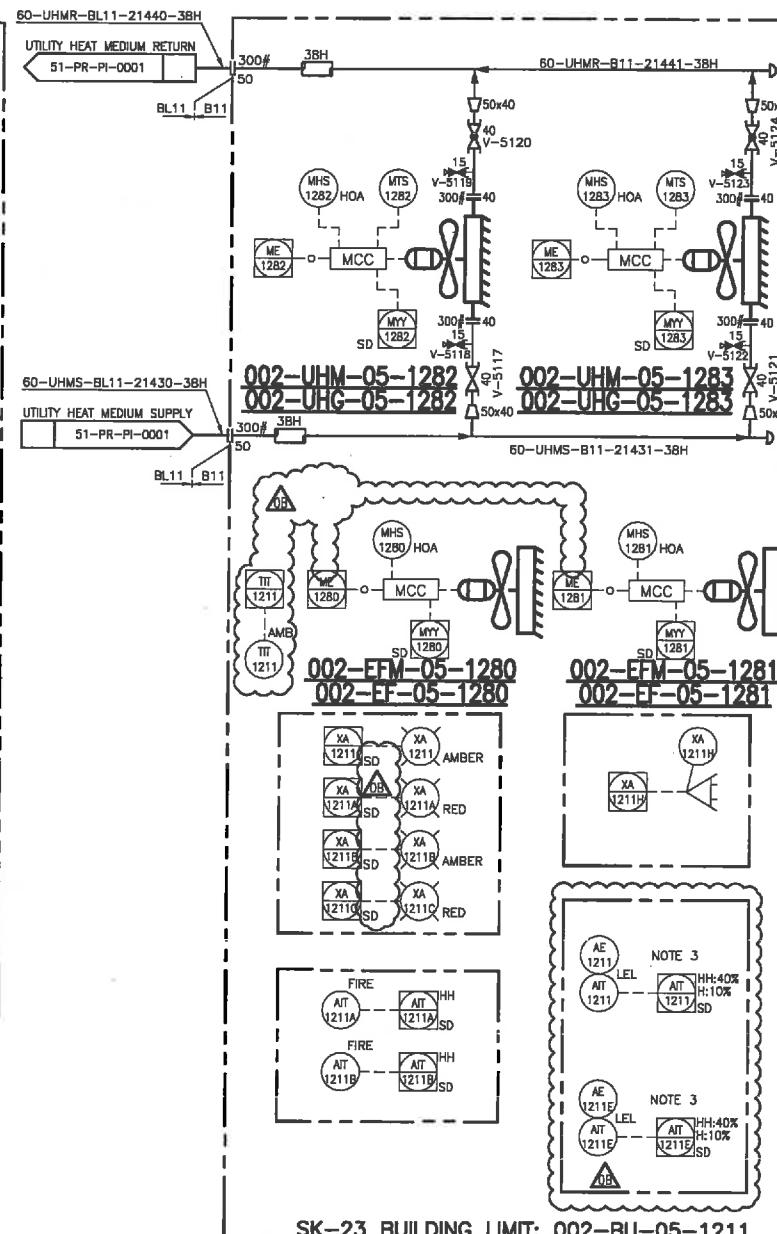 60-UHMR-BL11-21440-38H
UTILITY HEAT MEDIUM RETURN
51-PR-PI-0001
300#
50
BL11 B11
38H
60-UHMR-B11-21441-38H
50x40
40
V-5120
15
V-5119
300# 40
MHS 1282 HOA
MTS 1282
ME 1282
MCC
MYY 1282
SD
300# 40
15
V-5118
40
V-5117
50x40
002-UHM-05-1282
002-UHG-05-1282
50x
40
V-5124
15
V-5123
300# 40
MHS 1283 HOA
MTS 1283
ME 1283
MCC
MYY 1283
SD
300# 40
15
V-5122
40
V-5121
50x
002-UHM-05-1283
002-UHG-05-1283
60-UHMS-BL11-21430-38H
UTILITY HEAT MEDIUM SUPPLY
51-PR-PI-0001
300#
50
BL11 B11
38H
60-UHMS-B11-21431-38H
0B
TIT 1211
AMB
TIT 1211
ME 1280
MHS 1280 HOA
MCC
MYY 1280
SD
002-EFM-05-1280
002-EF-05-1280
ME 1281
MHS 1281 HOA
MCC
MYY 1281
SD
002-EFM-05-1281
002-EF-05-1281
XA 1211 SD
XA 1211 AMBER
0B
XA 1211A SD
XA 1211A RED
XA 1211B SD
XA 1211B AMBER
XA 1211C SD
XA 1211C RED
XA 1211H
XA 1211H
FIRE
AIT 1211A
AIT 1211A HH SD
FIRE
AIT 1211B
AIT 1211B HH SD
AE 1211
AIT 1211
LEL
NOTE 3
AIT 1211
HH:40%
H:10%
SD
AE 1211E
AIT 1211E
LEL
NOTE 3
AIT 1211E
HH:40%
H:10%
SD
0B
SK-23 BUILDING LIMIT: 002-BU-05-1211